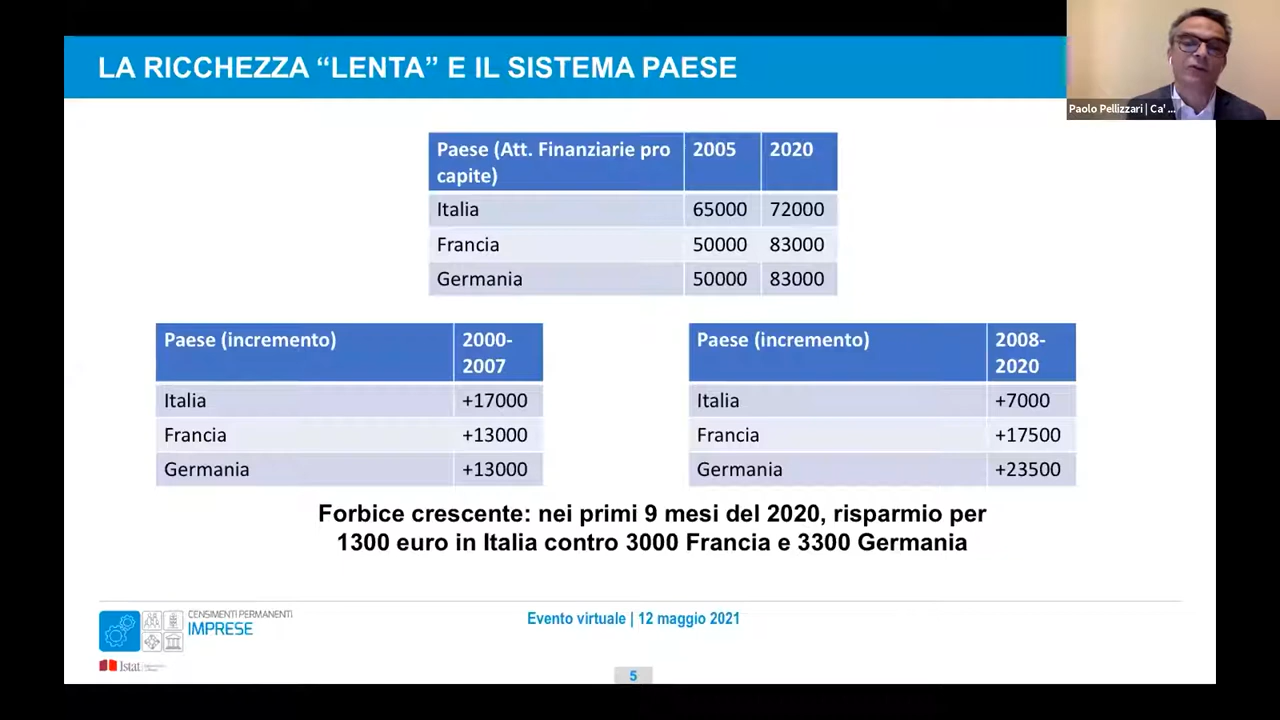 LA RICCHEZZA “LENTA” E IL SISTEMA PAESE
Paolo Pellizzari | Ca' ...
Paese (Att. Finanziarie pro capite) 2005 2020
Italia 65000 72000
Francia 50000 83000
Germania 50000 83000
Paese (incremento) 2000-2007
Italia +17000
Francia +13000
Germania +13000
Paese (incremento) 2008-2020
Italia +7000
Francia +17500
Germania +23500
Forbice crescente: nei primi 9 mesi del 2020, risparmio per
1300 euro in Italia contro 3000 Francia e 3300 Germania
CENSIMENTI PERMANENTI
IMPRESE
Istat
Evento virtuale | 12 maggio 2021
5